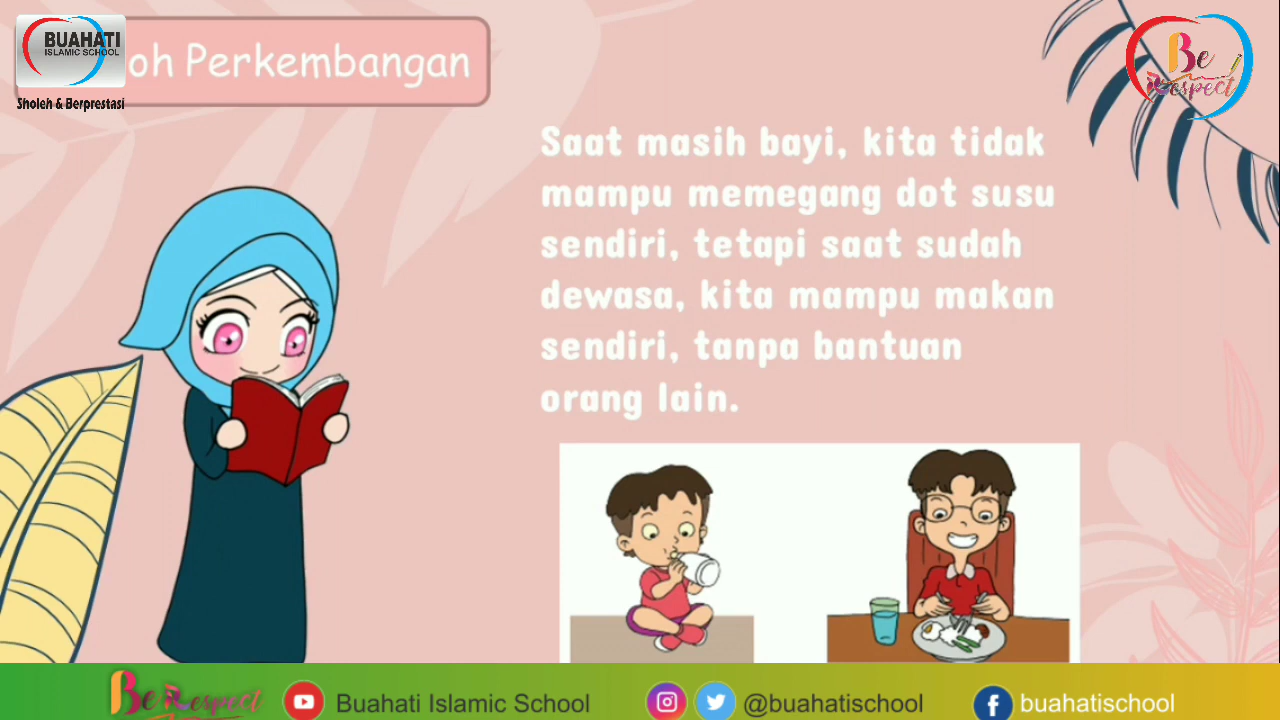 BUAHATI
ISLAMIC SCHOOL
Sholeh & Berprestasi
oh Perkembangan
Be
Respect
Saat masih bayi, kita tidak
mampu memegang dot susu
sendiri, tetapi saat sudah
dewasa, kita mampu makan
sendiri, tanpa bantuan
orang lain.
Be Respect
Buahati Islamic School
@buahatischool
buahatischool